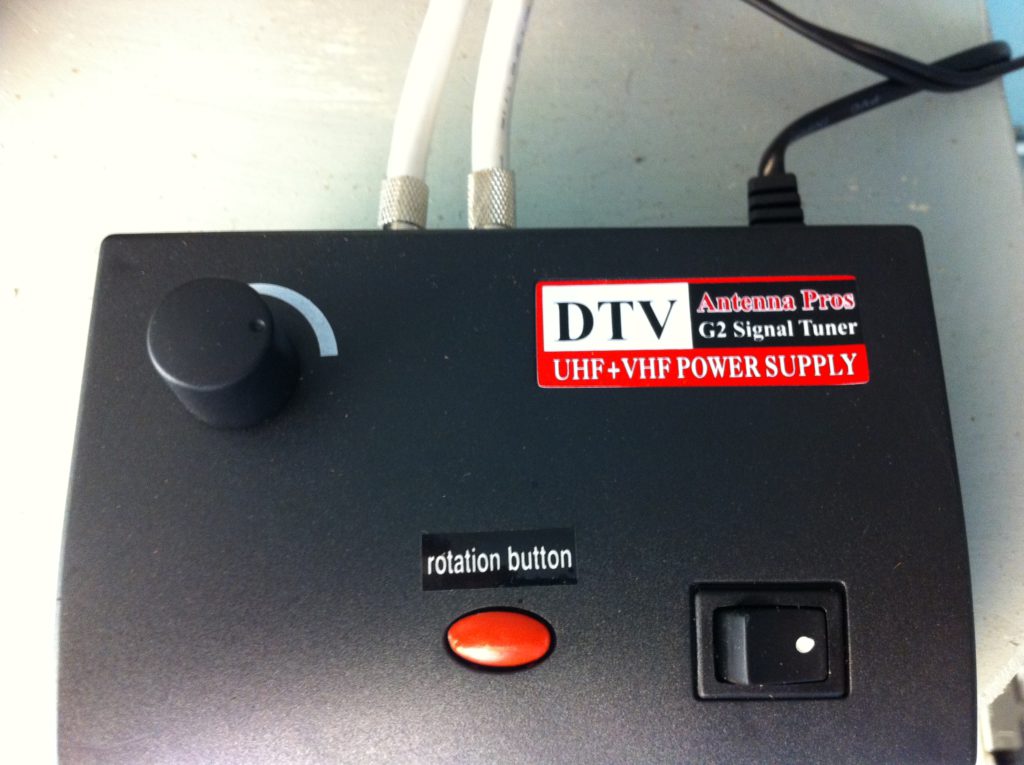 DTV
Antenna Pros
G2 Signal Tuner
UHF+VHF POWER SUPPLY
rotation button